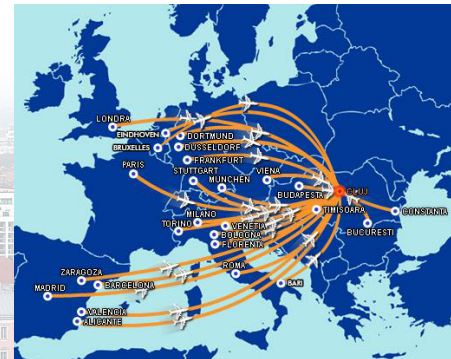 LONDRA
EINDHOVEN
DORTMUND
BRUXELLES
DUSSELDORF
PARIS
FRANKFURT
STUTTGART
VIENA
MUNCHEN
BUDAPESTA
CLUJ
TIMISOARA
CONSTANTA
MILANO
TORINO
VENETIA
BUCURESTI
BOLOGNA
FLORENTA
ROMA
ZARAGOZA
BARCELONA
MADRID
BARI
VALENCIA
ALICANTE